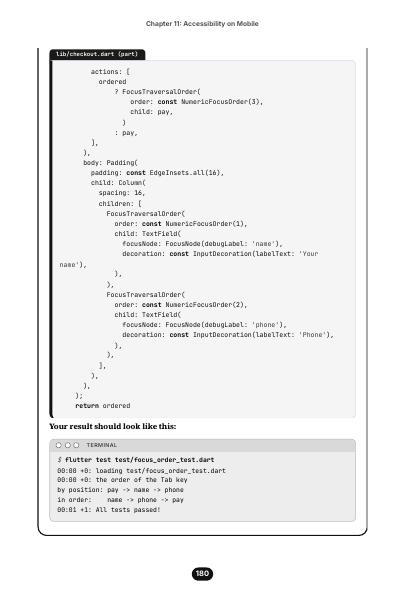 Chapter 11: Accessibility on Mobile
lib/checkout.dart (part)
actions: [
ordered
? FocusTraversalOrder(
order: const NumericFocusOrder(3),
child: pay,
)
: pay,
],
),
body: Padding(
padding: const EdgeInsets.all(16),
child: Column(
spacing: 16,
children: [
FocusTraversalOrder(
order: const NumericFocusOrder(1),
child: TextField(
focusNode: FocusNode(debugLabel: 'name'),
decoration: const InputDecoration(labelText: 'Your
name'),
),
),
FocusTraversalOrder(
order: const NumericFocusOrder(2),
child: TextField(
focusNode: FocusNode(debugLabel: 'phone'),
decoration: const InputDecoration(labelText: 'Phone'),
),
),
],
),
),
);
return ordered
Your result should look like this:
TERMINAL
$ flutter test test/focus_order_test.dart
00:00 +0: loading test/focus_order_test.dart
00:00 +0: the order of the Tab key
by position: pay -> name -> phone
in order:    name -> phone -> pay
00:01 +1: All tests passed!
180